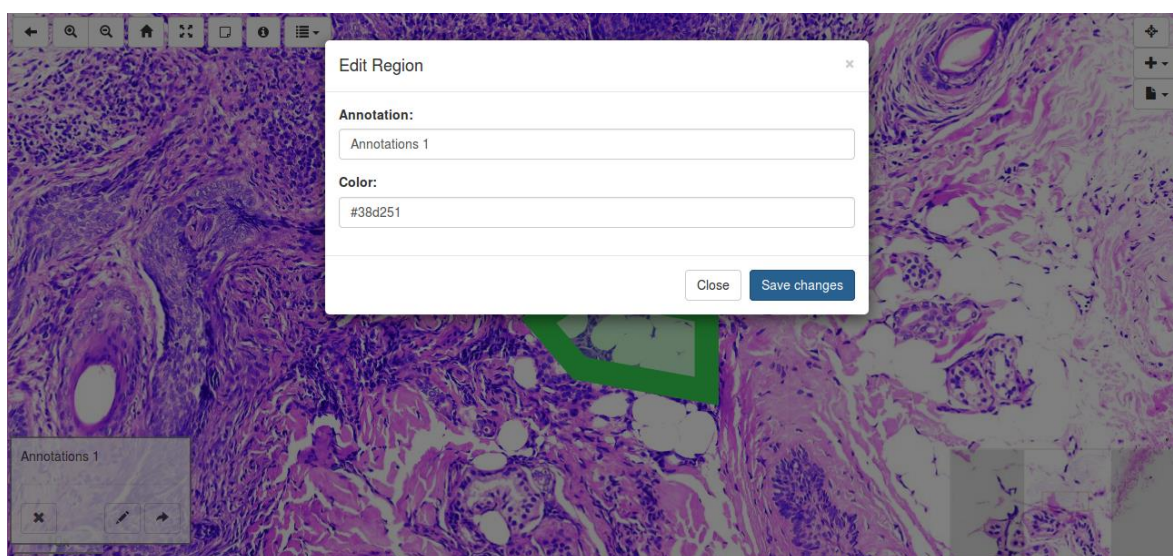 Edit Region
×
Annotation:
Annotations 1
Color:
#38d251
Close
Save changes
Annotations 1